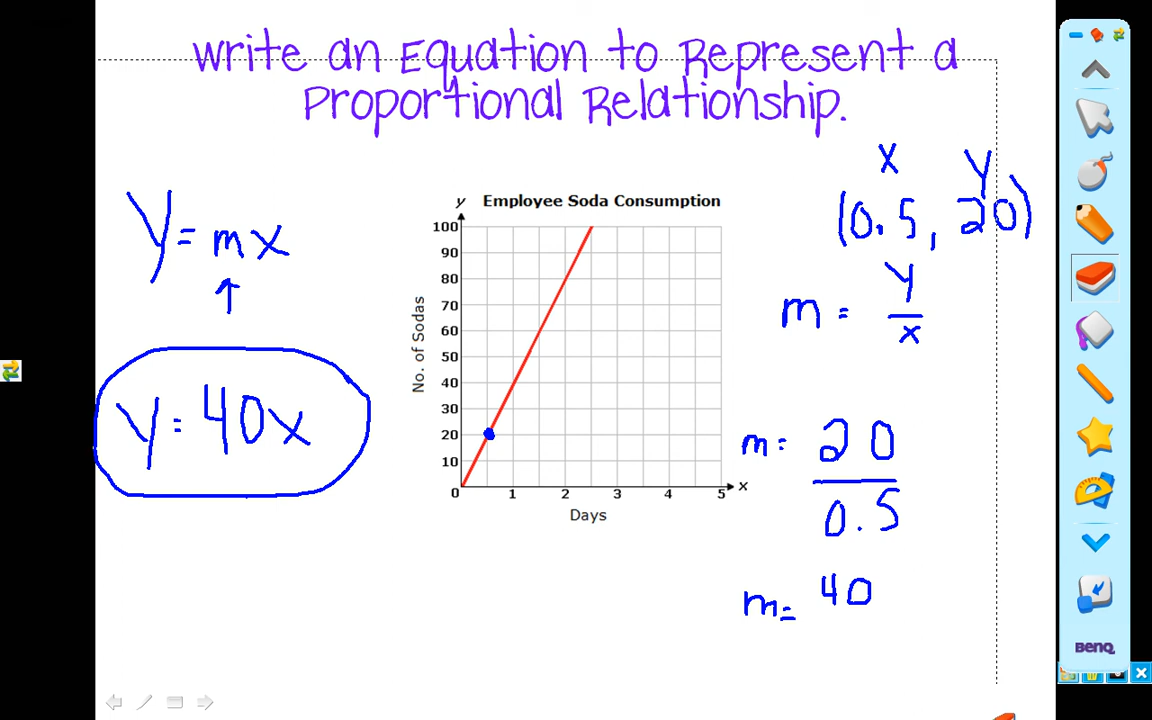 Write an Equation to Represent a
Proportional Relationship.
x y
(0.5, 20)
y = mx
m = y/x
y = 40x
m = 20/0.5
m = 40
y Employee Soda Consumption
100
90
80
70
60
50
40
30
20
10
0 1 2 3 4 5 x
No. of Sodas
Days
BENQ